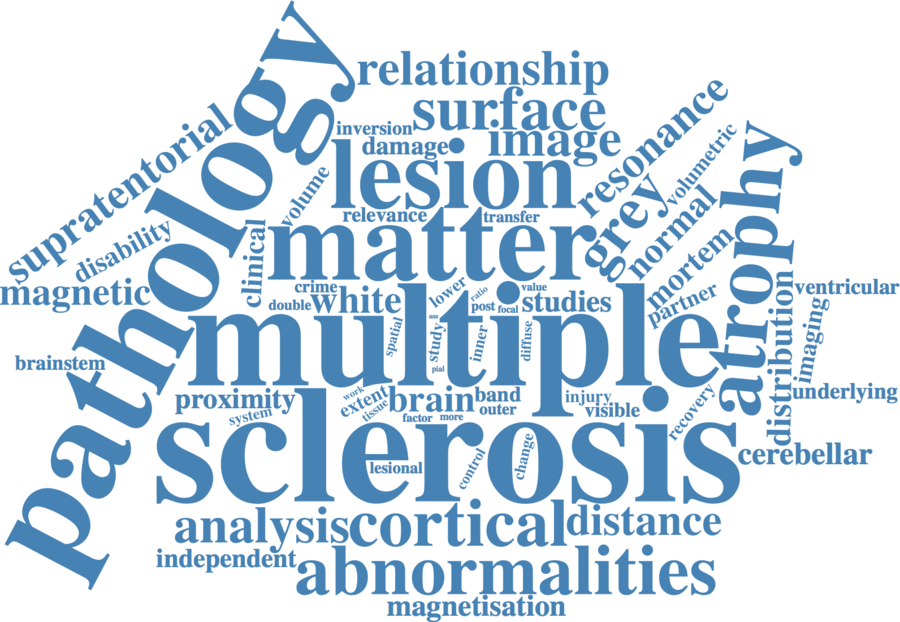 pathology
relationship
surface
supratentorial
inversion
image
resonance
volumetric
damage
lesion
atrophy
volume
grey
normal
disability
clinical
relevance
transfer
matter
mortem
magnetic
crime
double
white
lower
ratio
value
post
focal
studies
partner
ventricular
multiple
ass
spatial
study
inner
diffuse
pial
distribution
imaging
brainstem
proximity
work
extent
tissue
brain
band
outer
injury
visible
recovery
underlying
system
factor
more
sclerosis
lesional
control
change
cerebellar
analysis
cortical
distance
independent
abnormalities
magnetisation